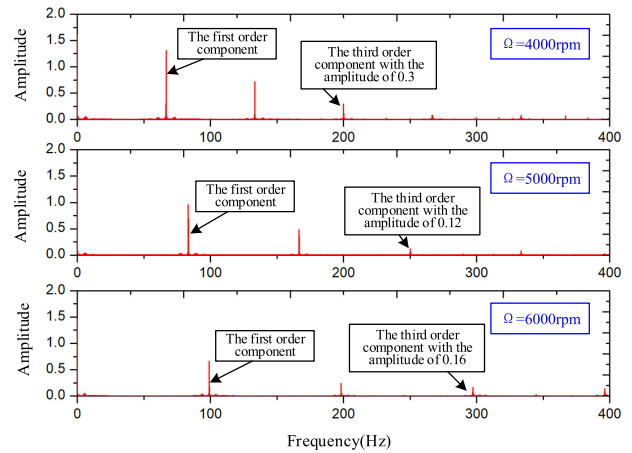 2.0
1.5
1.0
0.5
0.0
Amplitude
The first order
component
The third order
component with the
amplitude of 0.3
Ω=4000rpm
0 100 200 300 400
2.0
1.5
1.0
0.5
0.0
Amplitude
The first order
component
The third order
component with the
amplitude of 0.12
Ω=5000rpm
0 100 200 300 400
2.0
1.5
1.0
0.5
0.0
Amplitude
The first order
component
The third order
component with the
amplitude of 0.16
Ω=6000rpm
0 100 200 300 400
Frequency(Hz)